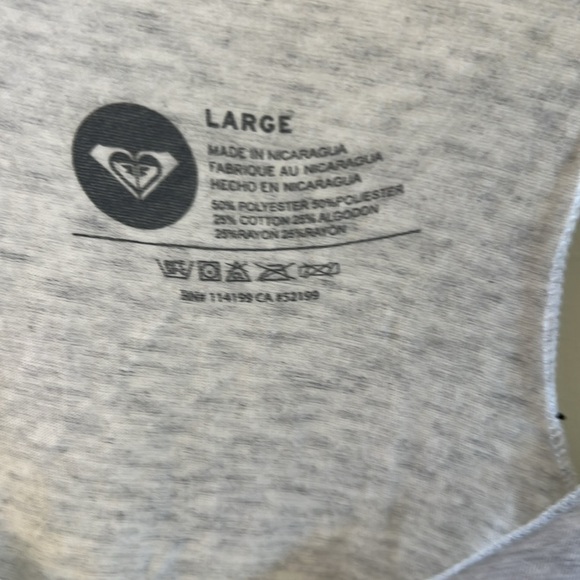 LARGE
MADE IN NICARAGUA
FABRIQUE AU NICARAGUA
HECHO EN NICARAGUA
50% POLYESTER 50%POLIESTER
25% COTTON 25% ALGODON
25%RAYON 25%RAYON
RN# 114199 CA #52199